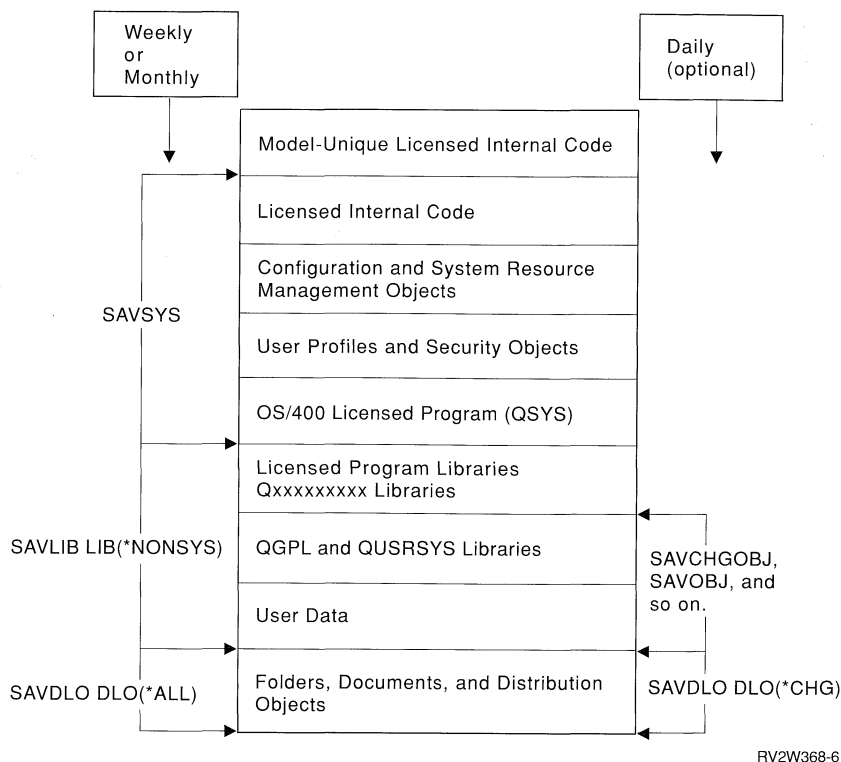 Weekly
or
Monthly
Daily
(optional)
Model-Unique Licensed Internal Code
Licensed Internal Code
Configuration and System Resource
Management Objects
SAVSYS
User Profiles and Security Objects
OS/400 Licensed Program (QSYS)
Licensed Program Libraries
Qxxxxxxxxx Libraries
SAVLIB LIB(*NONSYS)
QGPL and QUSRSYS Libraries
SAVCHGOBJ,
SAVOBJ, and
so on.
User Data
SAVDLO DLO(*ALL)
Folders, Documents, and Distribution
Objects
SAVDLO DLO(*CHG)
RV2W368-6